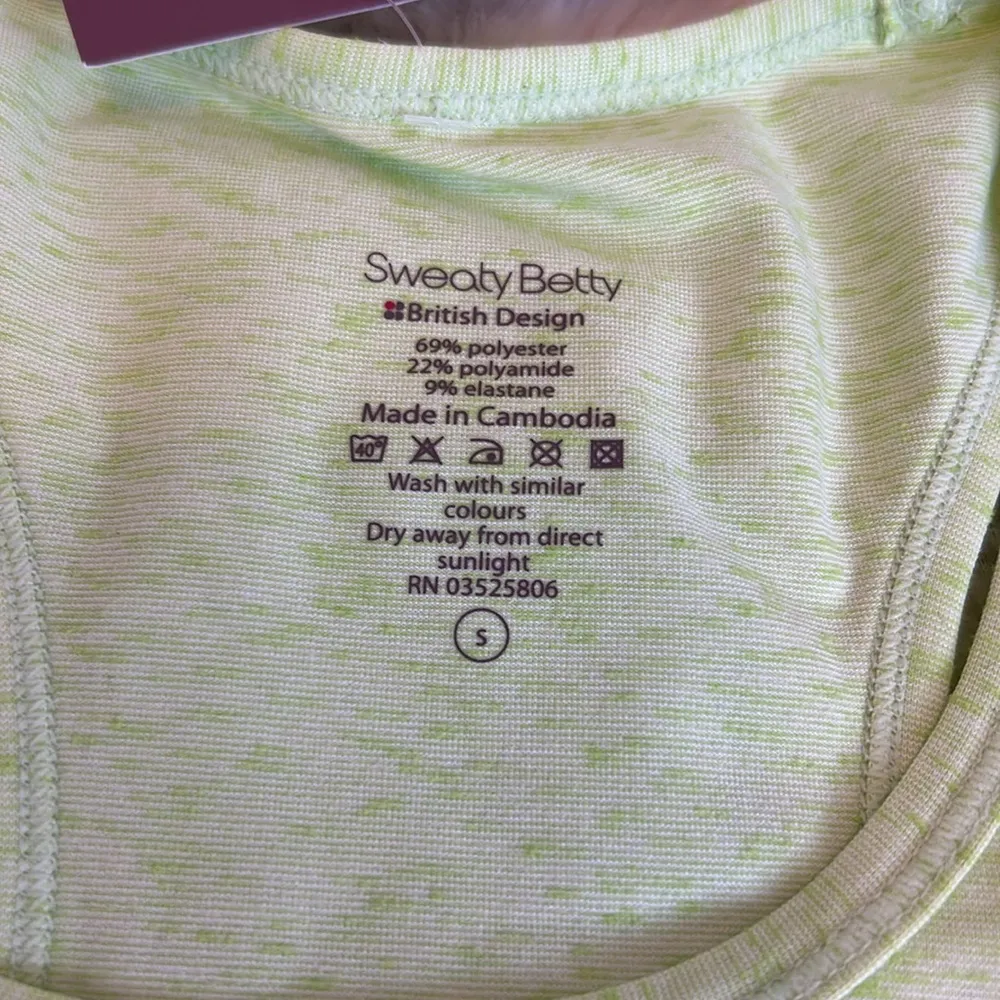 Sweaty Betty
British Design
69% polyester
22% polyamide
9% elastane
Made in Cambodia
40°
Wash with similar
colours
Dry away from direct
sunlight
RN 03525806
S